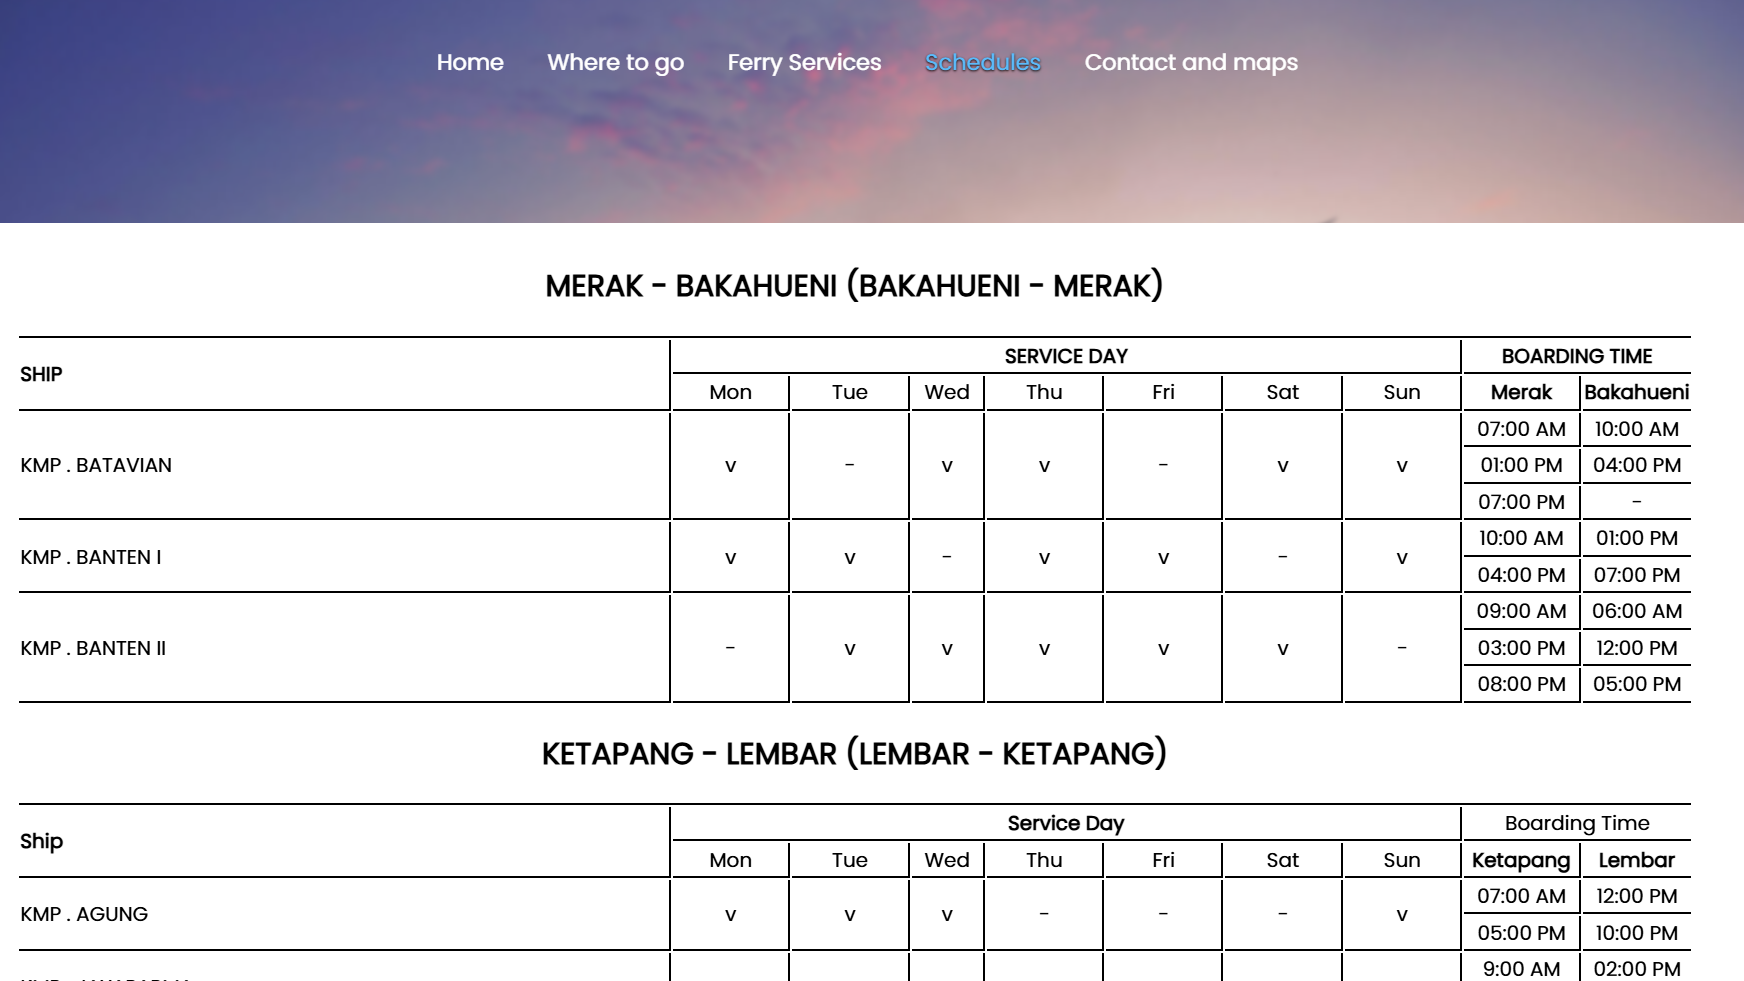 Home Where to go Ferry Services Schedules Contact and maps
MERAK - BAKAHUENI (BAKAHUENI - MERAK)
SHIP SERVICE DAY BOARDING TIME
Mon Tue Wed Thu Fri Sat Sun Merak Bakahueni
KMP . BATAVIAN v - v v - v v 07:00 AM 10:00 AM
01:00 PM 04:00 PM
07:00 PM -
KMP . BANTEN I v v - v v - v 10:00 AM 01:00 PM
04:00 PM 07:00 PM
KMP . BANTEN II - v v v v v - 09:00 AM 06:00 AM
03:00 PM 12:00 PM
08:00 PM 05:00 PM
KETAPANG - LEMBAR (LEMBAR - KETAPANG)
Ship Service Day Boarding Time
Mon Tue Wed Thu Fri Sat Sun Ketapang Lembar
KMP . AGUNG v v v - - - v 07:00 AM 12:00 PM
05:00 PM 10:00 PM
9:00 AM 02:00 PM